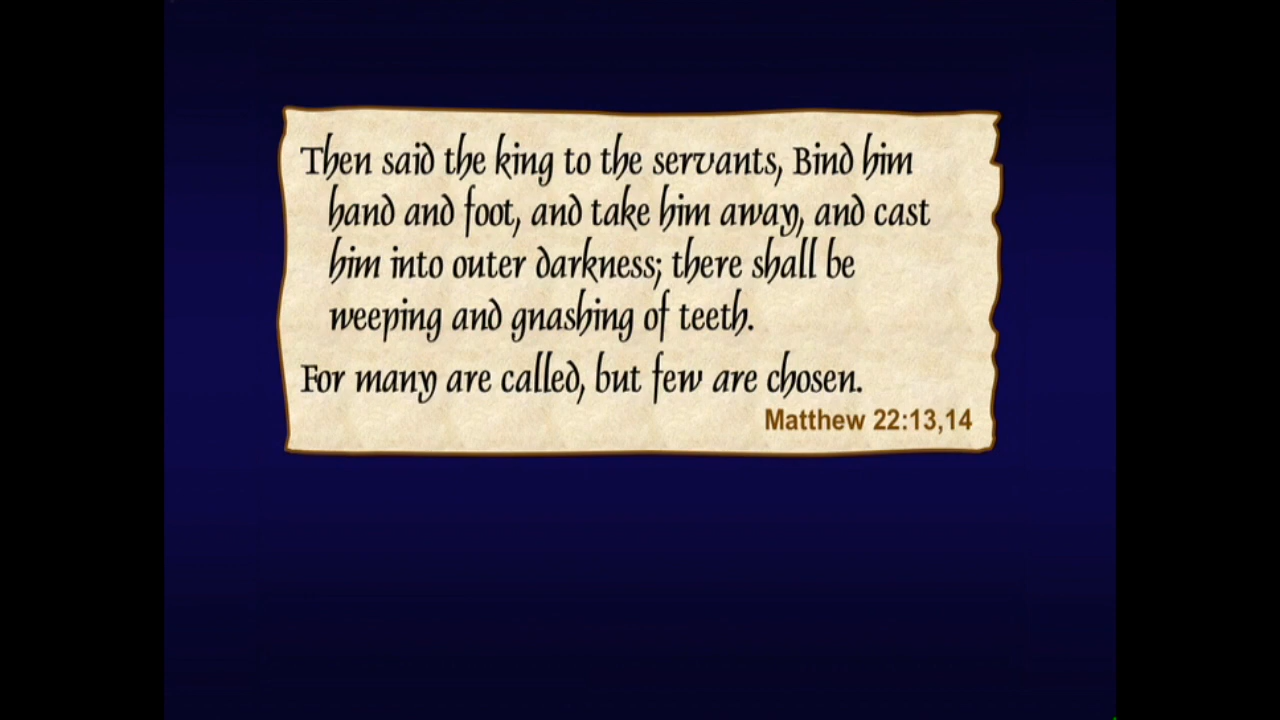 Then said the king to the servants, Bind him
hand and foot, and take him away, and cast
him into outer darkness; there shall be
weeping and gnashing of teeth.
For many are called, but few are chosen.
Matthew 22:13,14